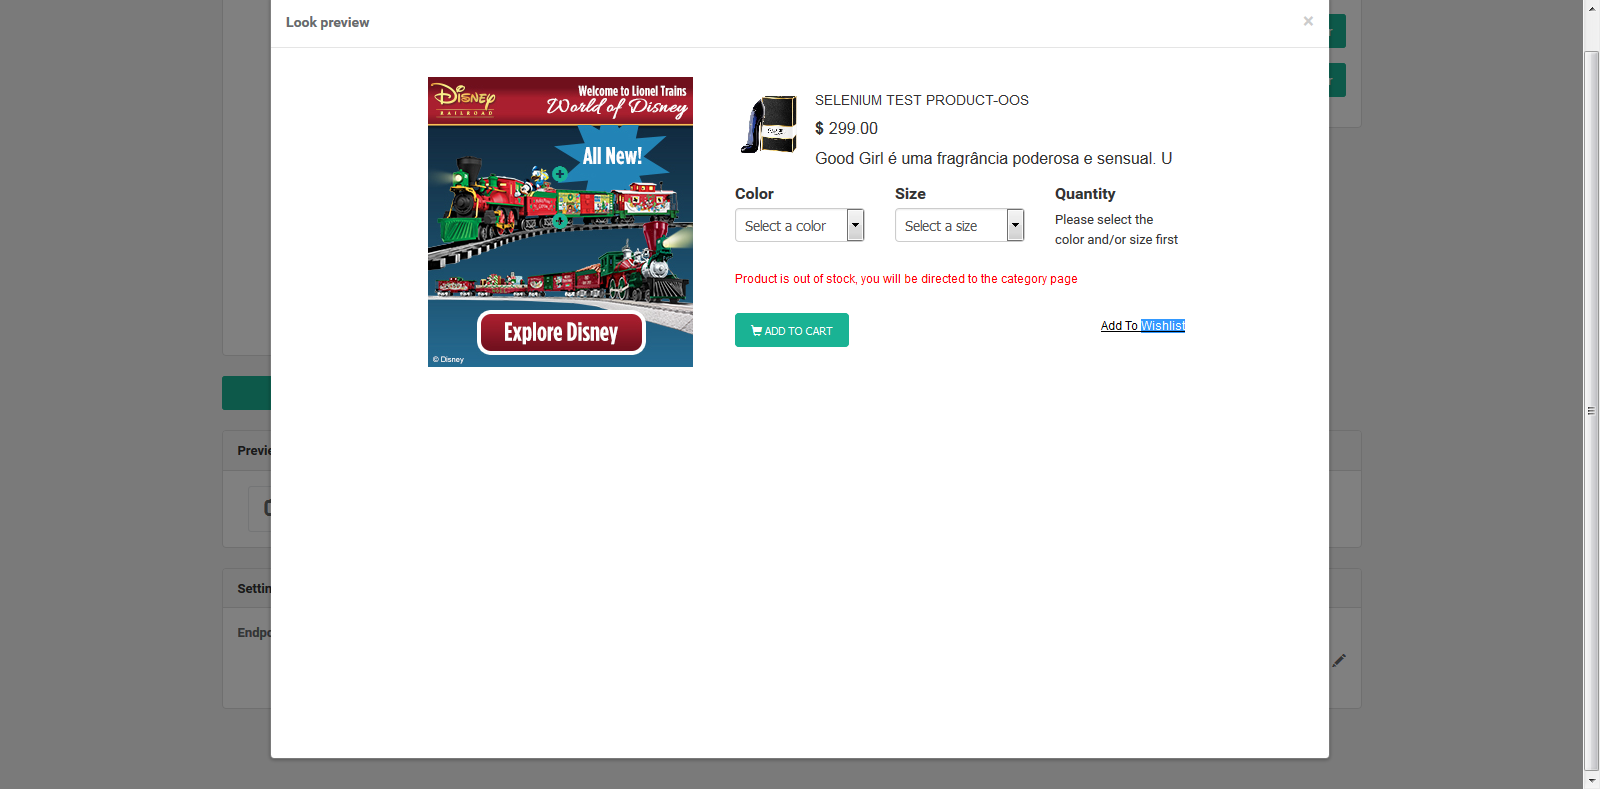 Look preview
×
DISNEY
RAILROAD
Welcome to Lionel Trains
World of Disney
All New!
Explore Disney
© Disney
SELENIUM TEST PRODUCT-OOS
$ 299.00
Good Girl é uma fragrância poderosa e sensual. U
Color
Size
Quantity
Select a color
Select a size
Please select the
color and/or size first
Product is out of stock, you will be directed to the category page
ADD TO CART
Add To Wishlist
Previe
Settin
Endpo